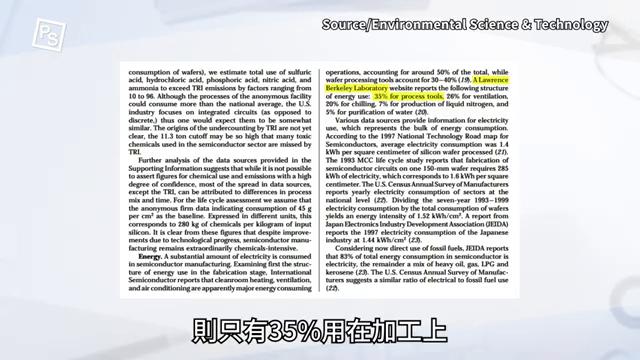 Source/Environmental Science & Technology
PS
consumption of wafers), we estimate total use of sulfuric
acid, hydrochloric acid, phosphoric acid, nitric acid, and
ammonia to exceed TRI emissions by factors ranging from
10 to 96. Although the processes of the anonymous facility
could consume more than the national average, the U.S.
industry focuses on integrated circuits (as opposed to
discrete,) thus one would expect them to be somewhat
similar. The origins of the undercounting by TRI are not yet
clear, the 11.3 ton cutoff may be so high that many toxic
chemicals used in the semiconductor sector are missed by
TRI.
Further analysis of the data sources provided in the
Supporting Information suggests that while it is not possible
to assert figures for chemical use and emissions with a high
degree of confidence, most of the spread in data sources,
except the TRI, can be attributed to differences in process
mix and time. For the life cycle assessment we assume that
the anonymous firm data indicating consumption of 45 g
per cm² as the baseline. Expressed in different units, this
corresponds to 280 kg of chemicals per kilogram of input
silicon. It is clear from these figures that despite improve-
ments due to technological progress, semiconductor manu-
facturing remains extraordinarily chemicals-intensive.
Energy. A substantial amount of electricity is consumed
in semiconductor manufacturing. Examining first the struc-
ture of energy use in the fabrication stage, International
Semiconductor reports that cleanroom heating, ventilation,
and air conditioning are apparently major energy consuming
operations, accounting for around 50% of the total, while
wafer processing tools account for 30-40% (19). A Lawrence
Berkeley Laboratory website reports the following structure
of energy use: 35% for process tools, 26% for ventilation,
20% for chilling, 7% for production of liquid nitrogen, and
5% for purification of water (20).
Various data sources provide information for electricity
use, which represents the bulk of energy consumption.
According to the 1997 National Technology Road map for
Semiconductors, average electricity consumption was 1.4
kWh per square centimeter of silicon wafer processed (21).
The 1993 MCC life cycle study reports that fabrication of
semiconductor circuits on one 150-mm wafer requires 285
kWh of electricity, which corresponds to 1.6 kWh per square
centimeter. The U.S. Census Annual Survey of Manufacturers
reports yearly electricity consumption of sectors at the
national level (22). Dividing the seven-year 1993-1999
electricity consumption by the total consumption of wafers
yields an energy intensity of 1.52 kWh/cm². A report from
Japan Electronics Industry Development Association (JEIDA)
reports the 1997 electricity consumption of the Japanese
industry at 1.44 kWh/cm² (23).
Considering now direct use of fossil fuels, JEIDA reports
that 83% of total energy consumption in semiconductor is
electricity, the remainder a mix of heavy oil, gas, LPG and
kerosene (23). The U.S. Census Annual Survey of Manufac-
turers suggests a similar ratio of electrical to fossil fuel use
(22).
則只有35%用在加工上